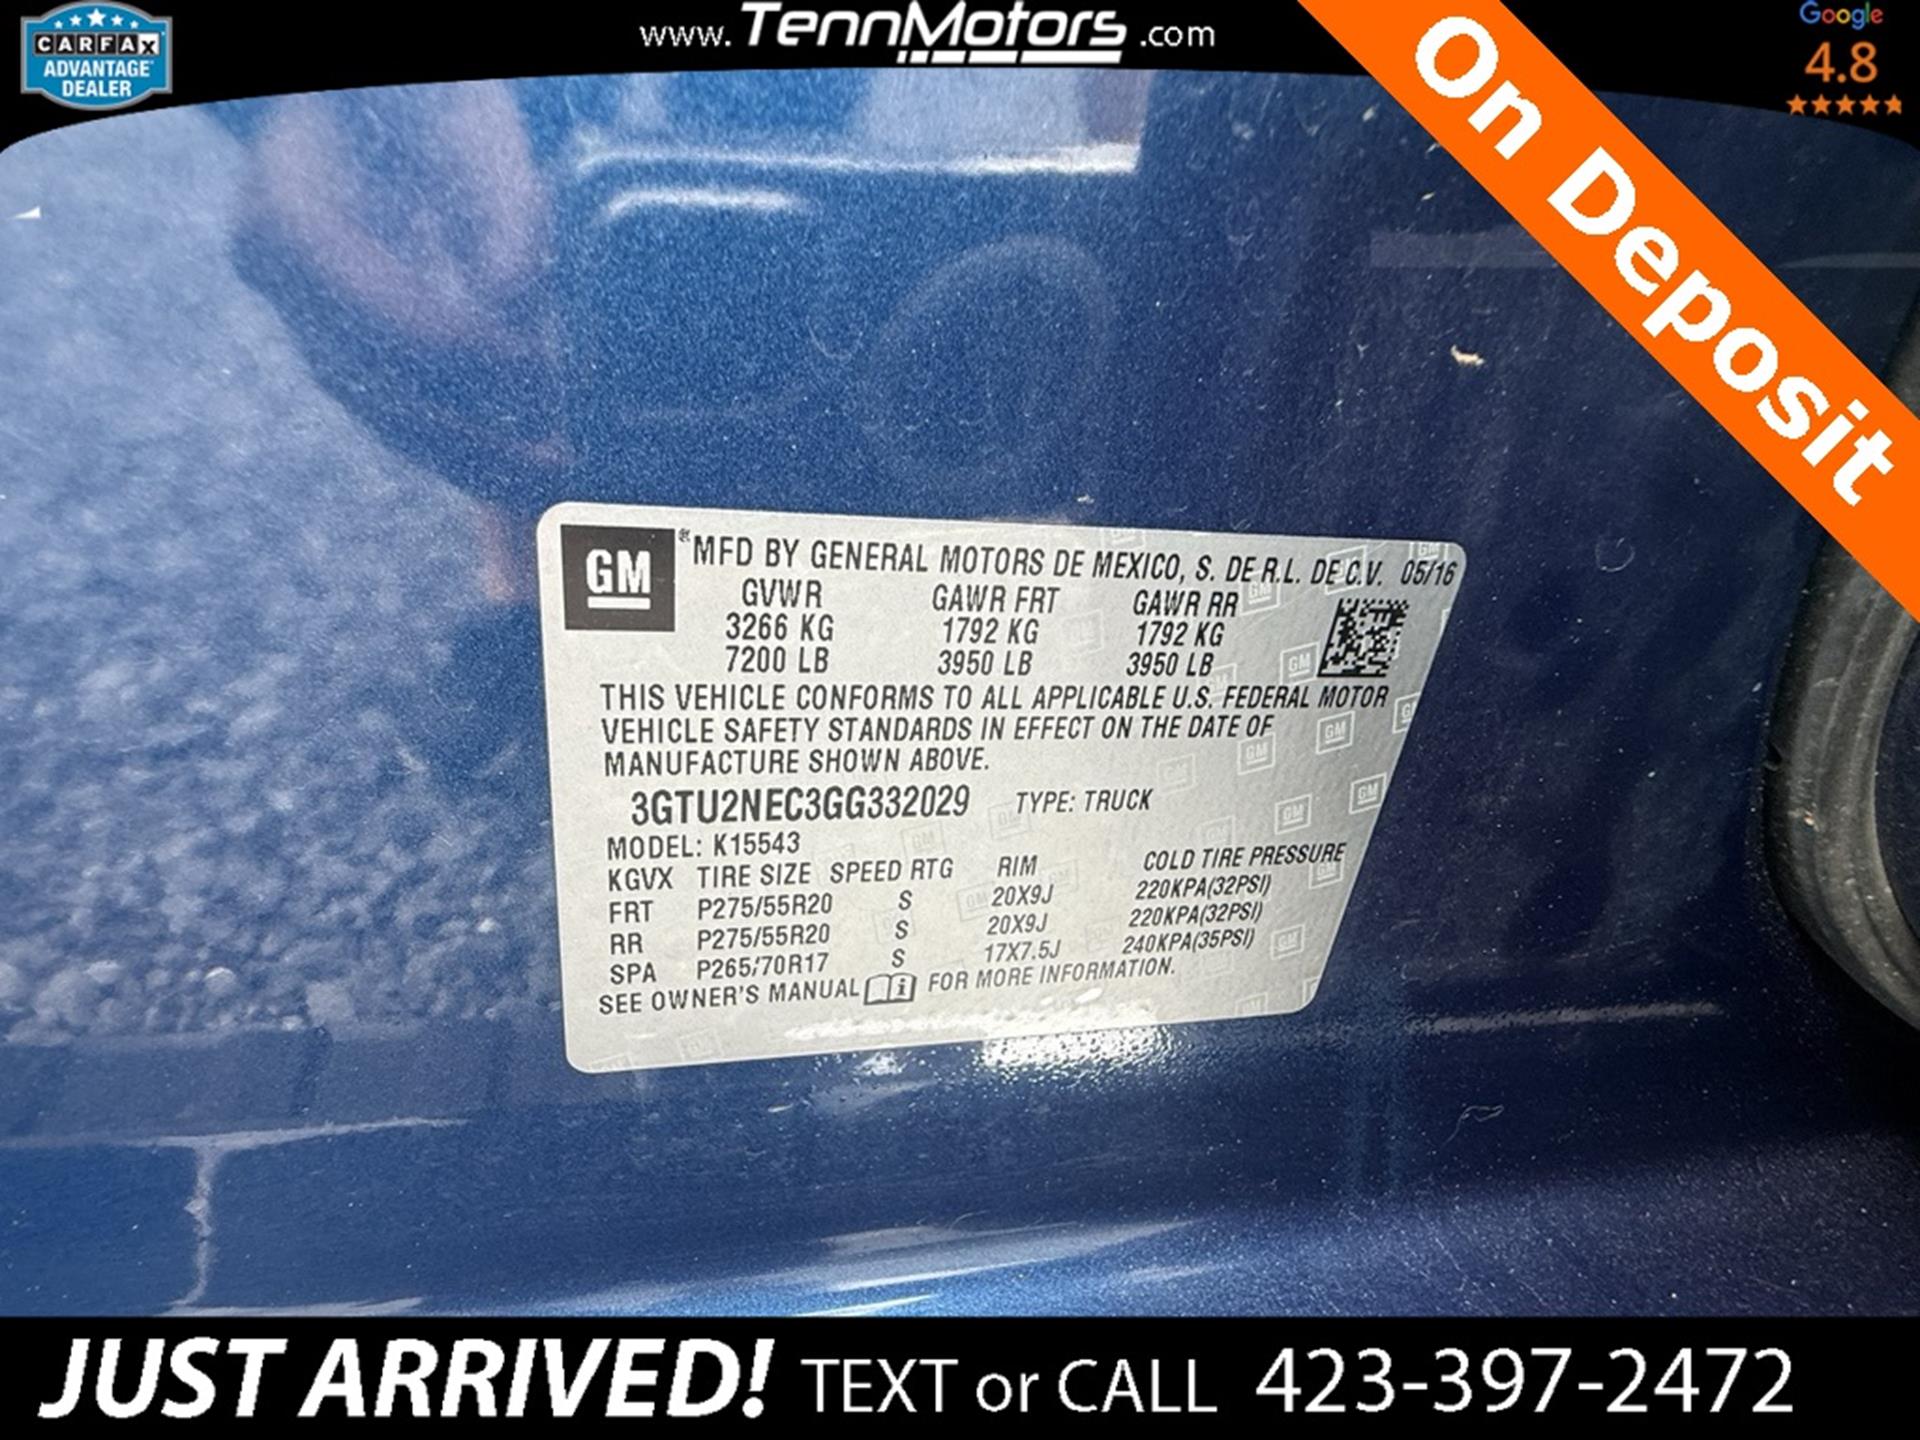 CARFAX
ADVANTAGE
DEALER
www.TennMotors.com
Google
4.8
On Deposit
GM
®MFD BY GENERAL MOTORS DE MEXICO, S. DE R.L. DE C.V. 05/16
GVWR GAWR FRT GAWR RR
3266 KG 1792 KG 1792 KG
7200 LB 3950 LB 3950 LB
THIS VEHICLE CONFORMS TO ALL APPLICABLE U.S. FEDERAL MOTOR
VEHICLE SAFETY STANDARDS IN EFFECT ON THE DATE OF
MANUFACTURE SHOWN ABOVE.
3GTU2NEC3GG332029 TYPE: TRUCK
MODEL: K15543
KGVX TIRE SIZE SPEED RTG RIM COLD TIRE PRESSURE
FRT P275/55R20 S 20X9J 220KPA(32PSI)
RR P275/55R20 S 20X9J 220KPA(32PSI)
SPA P265/70R17 S 17X7.5J 240KPA(35PSI)
SEE OWNER'S MANUAL i FOR MORE INFORMATION.
JUST ARRIVED! TEXT or CALL 423-397-2472